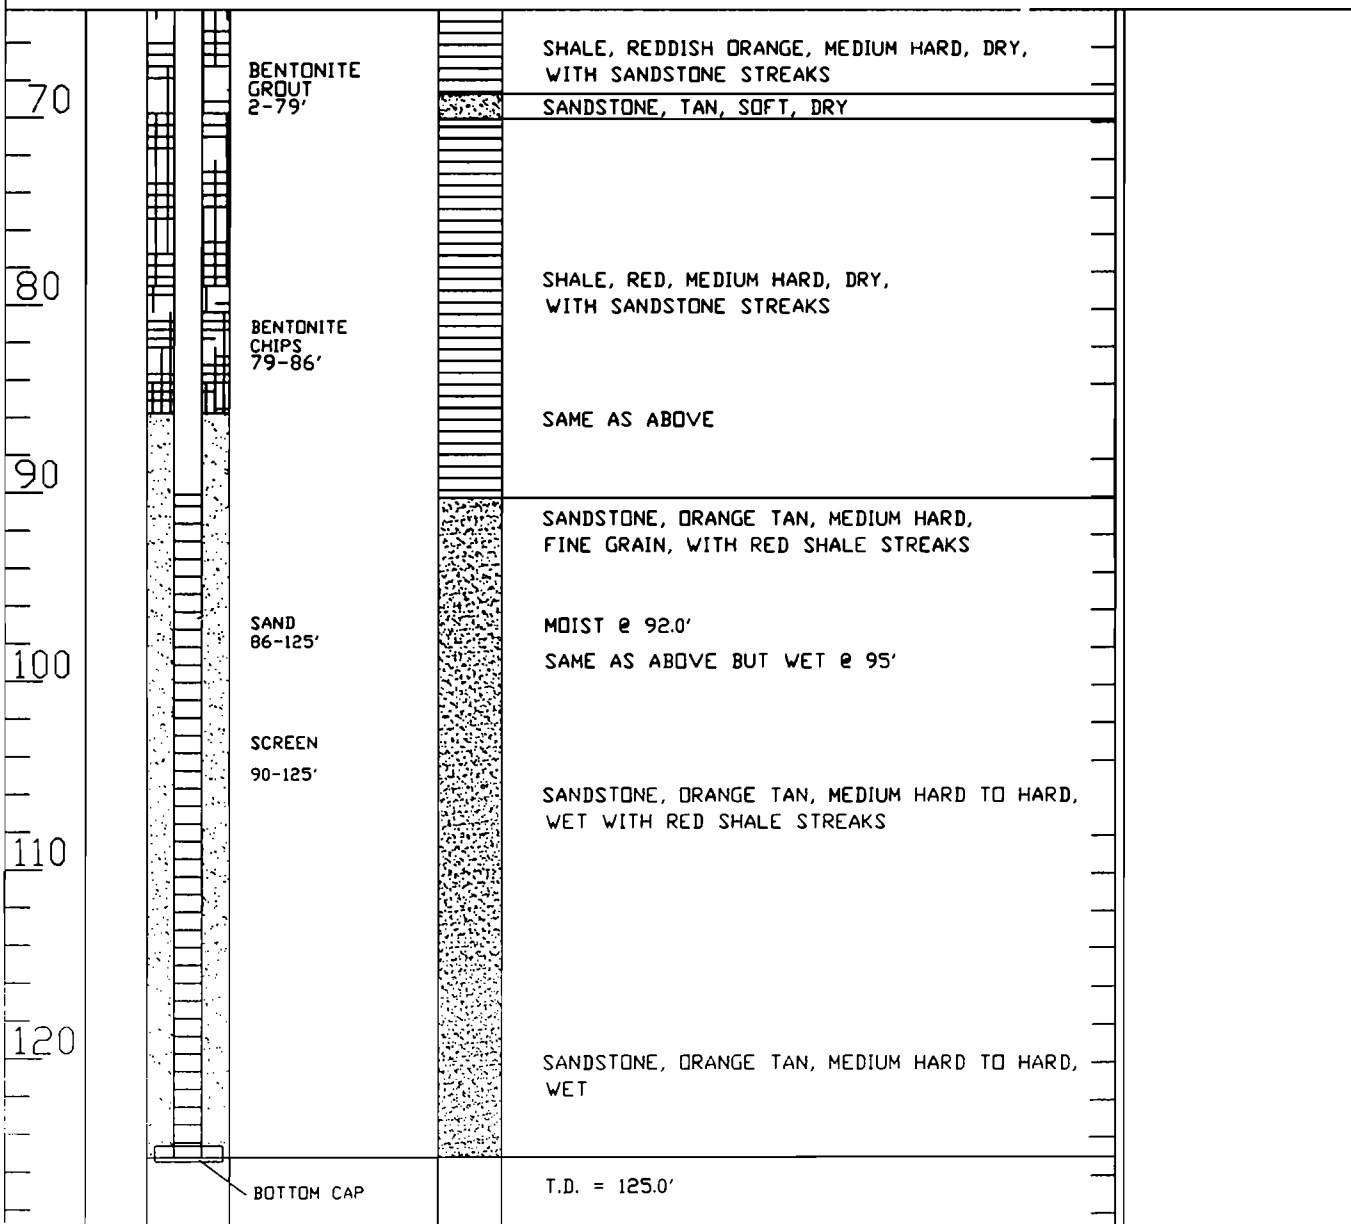 SHALE, REDDISH ORANGE, MEDIUM HARD, DRY,
WITH SANDSTONE STREAKS
BENTONITE
GROUT
2-79'
70
SANDSTONE, TAN, SOFT, DRY
80
SHALE, RED, MEDIUM HARD, DRY,
WITH SANDSTONE STREAKS
BENTONITE
CHIPS
79-86'
SAME AS ABOVE
90
SANDSTONE, ORANGE TAN, MEDIUM HARD,
FINE GRAIN, WITH RED SHALE STREAKS
SAND
86-125'
MOIST @ 92.0'
100
SAME AS ABOVE BUT WET @ 95'
SCREEN
90-125'
SANDSTONE, ORANGE TAN, MEDIUM HARD TO HARD,
WET WITH RED SHALE STREAKS
110
120
SANDSTONE, ORANGE TAN, MEDIUM HARD TO HARD,
WET
BOTTOM CAP
T.D. = 125.0'